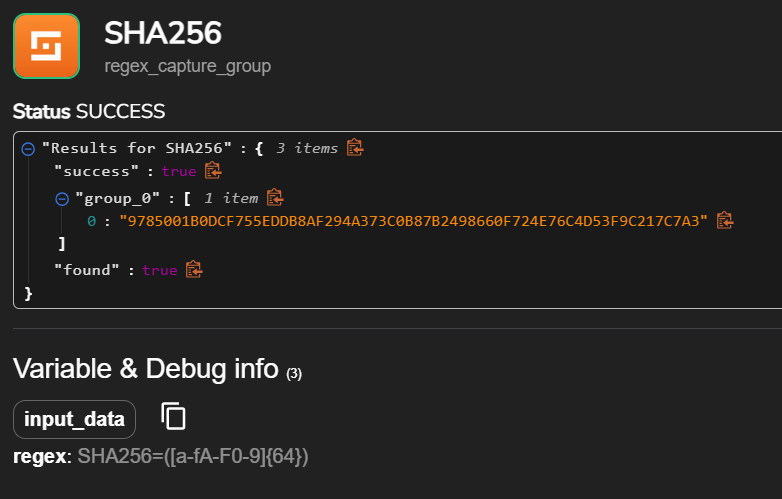 SHA256
regex_capture_group
Status SUCCESS
"Results for SHA256" : { 3 items
"success" : true
"group_0" : [ 1 item
0 : "9785001B0DCF755EDDB8AF294A373C0B87B2498660F724E76C4D53F9C217C7A3"
]
"found" : true
}
Variable & Debug info (3)
input_data
regex: SHA256=([a-fA-F0-9]{64})